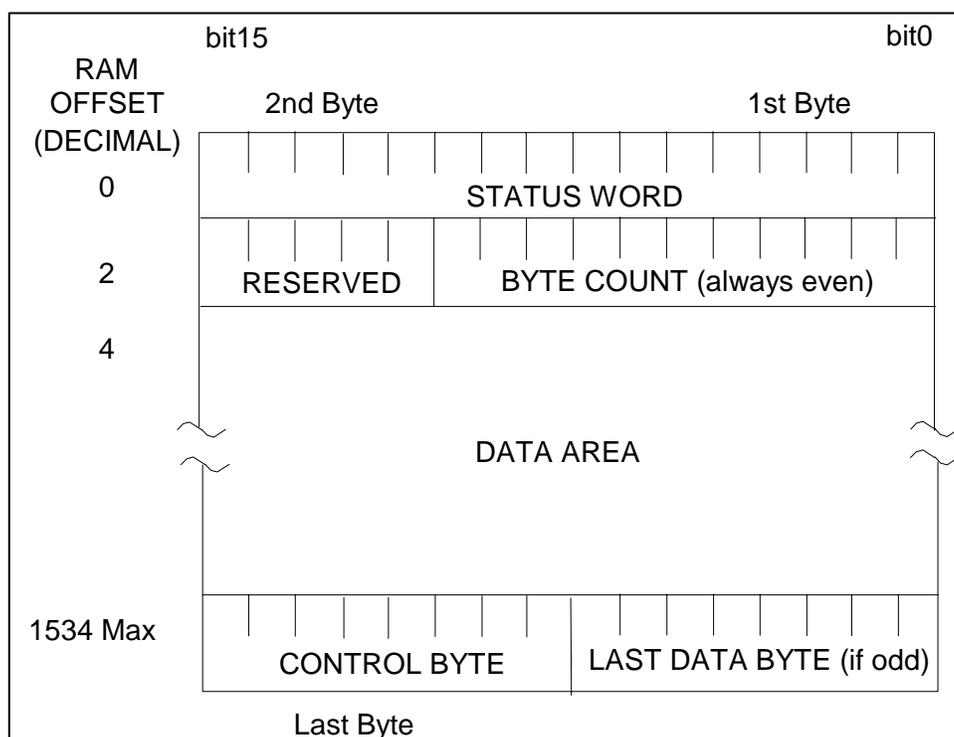 bit15 bit0
RAM
OFFSET
(DECIMAL)
2nd Byte 1st Byte
0 STATUS WORD
2 RESERVED BYTE COUNT (always even)
4
DATA AREA
1534 Max CONTROL BYTE LAST DATA BYTE (if odd)
Last Byte